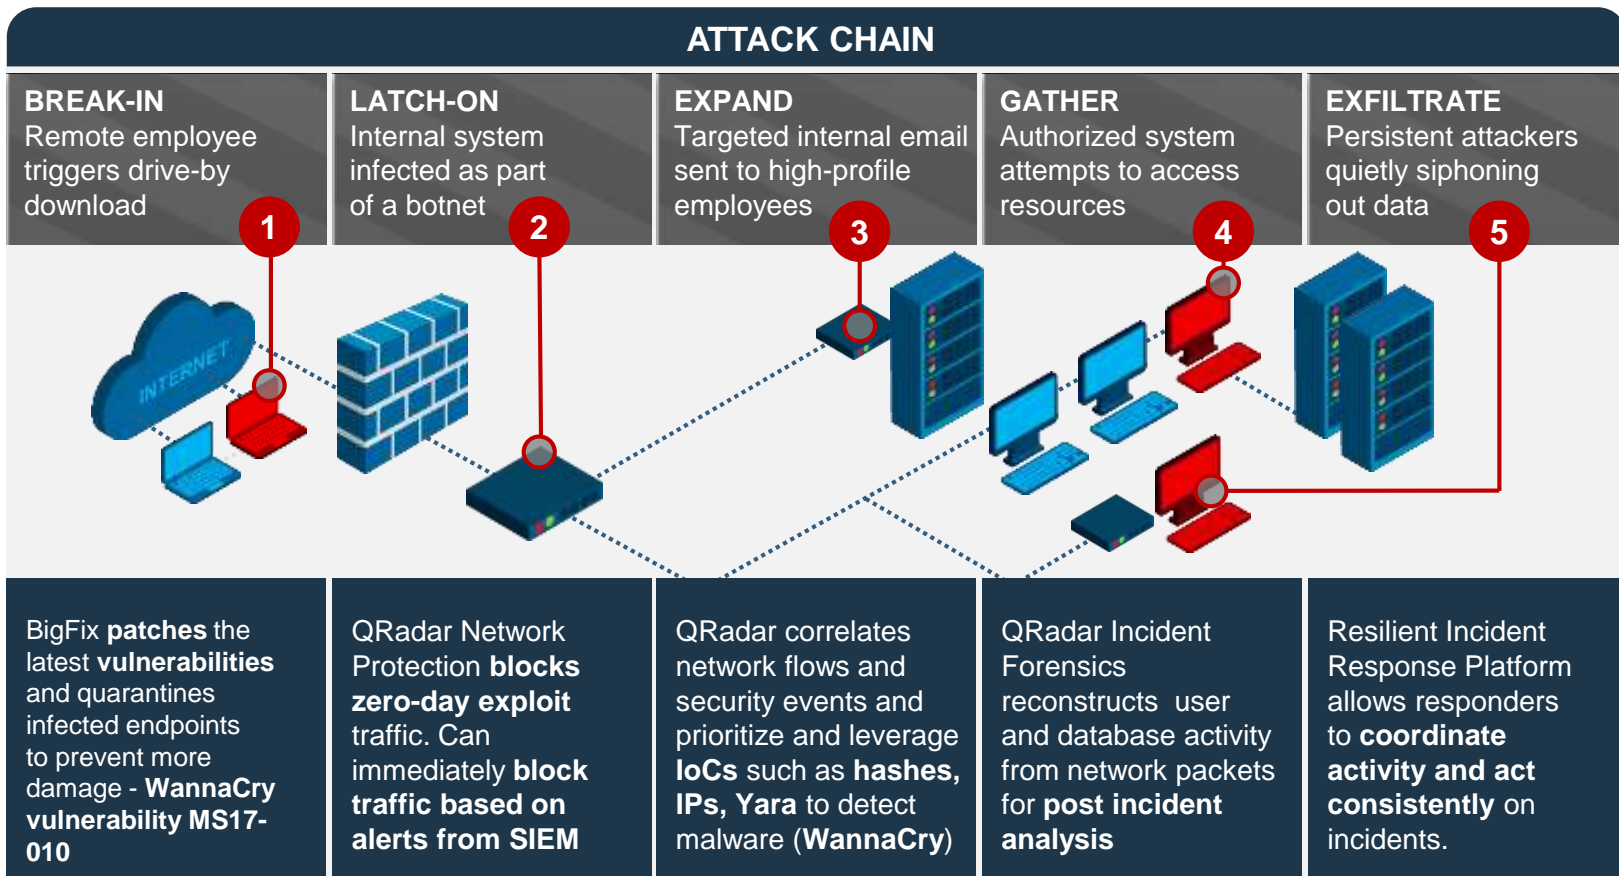 ATTACK CHAIN
BREAK-IN
Remote employee
triggers drive-by
download
LATCH-ON
Internal system
infected as part
of a botnet
EXPAND
Targeted internal email
sent to high-profile
employees
GATHER
Authorized system
attempts to access
resources
EXFILTRATE
Persistent attackers
quietly siphoning
out data
1
2
3
4
5
INTERNET
BigFix patches the
latest vulnerabilities
and quarantines
infected endpoints
to prevent more
damage - WannaCry
vulnerability MS17-
010
QRadar Network
Protection blocks
zero-day exploit
traffic. Can
immediately block
traffic based on
alerts from SIEM
QRadar correlates
network flows and
security events and
prioritize and leverage
IoCs such as hashes,
IPs, Yara to detect
malware (WannaCry)
QRadar Incident
Forensics
reconstructs user
and database activity
from network packets
for post incident
analysis
Resilient Incident
Response Platform
allows responders
to coordinate
activity and act
consistently on
incidents.